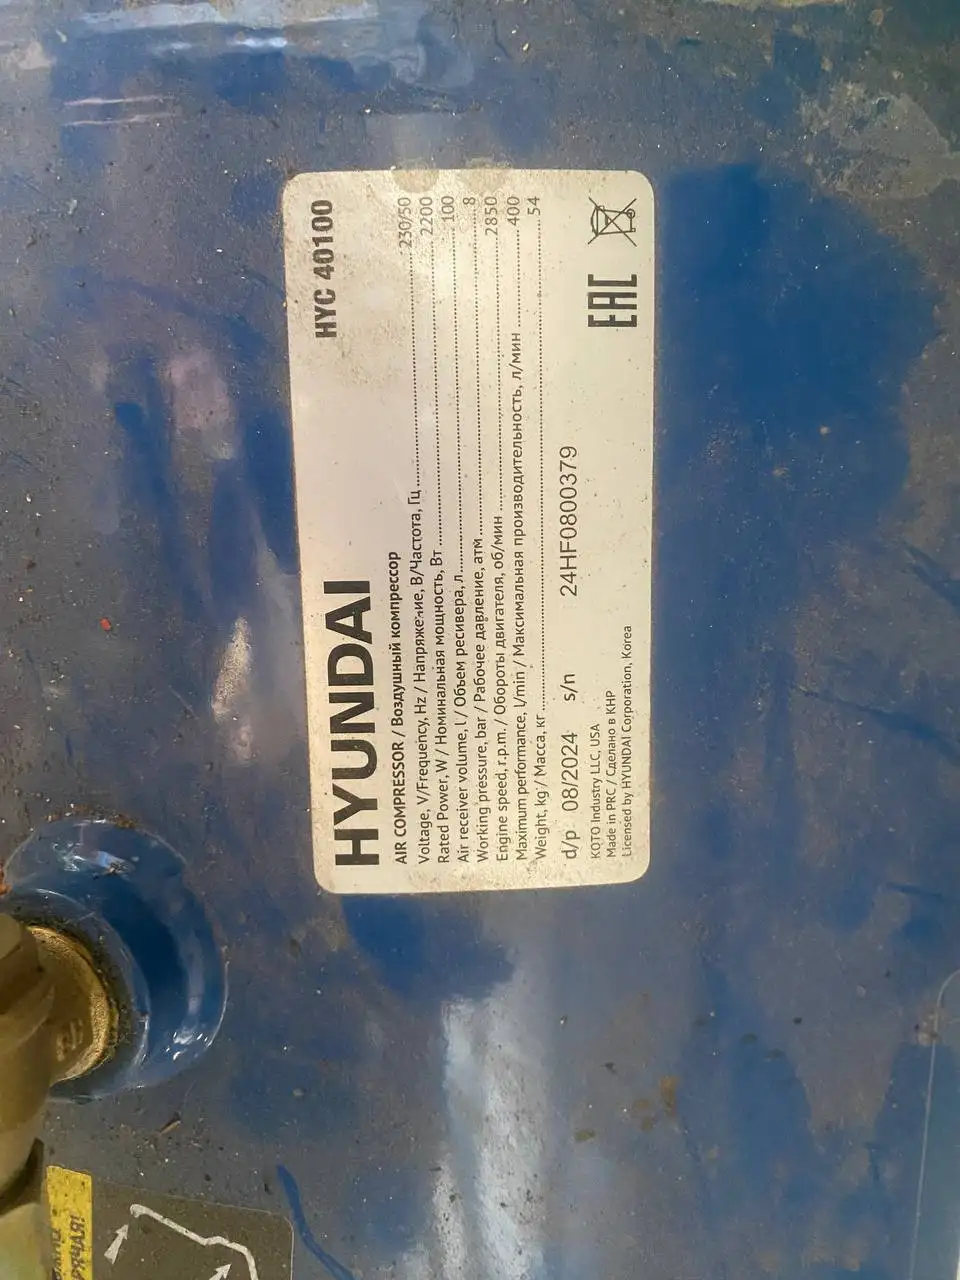 HYUNDAI
HYC 40100
AIR COMPRESSOR / Воздушный компрессор
Voltage, V/Frequency, Hz / Напряжение, В/Частота, Гц 230/50
Rated Power, W / Номинальная мощность, Вт 2200
Air receiver volume, l / Объем ресивера, л 100
Working pressure, bar / Рабочее давление, атм 8
Engine speed, r.p.m. / Обороты двигателя, об/мин 2850
Maximum performance, l/min / Максимальная производительность, л/мин 400
Weight, kg / Масса, кг 54
d/p 08/2024 s/n 24HF0800379
KOTO Industry LLC, USA
Made in PRC / Сделано в КНР
Licensed by HYUNDAI Corporation, Korea
EAC